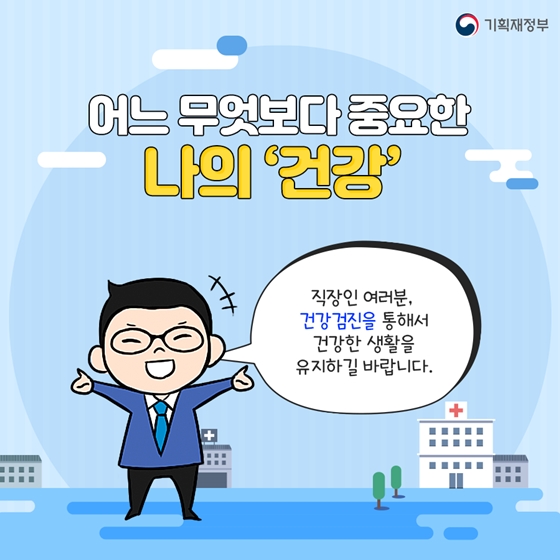 기획재정부
어느 무엇보다 중요한
나의 ‘건강’
직장인 여러분,
건강검진을 통해서
건강한 생활을
유지하길 바랍니다.